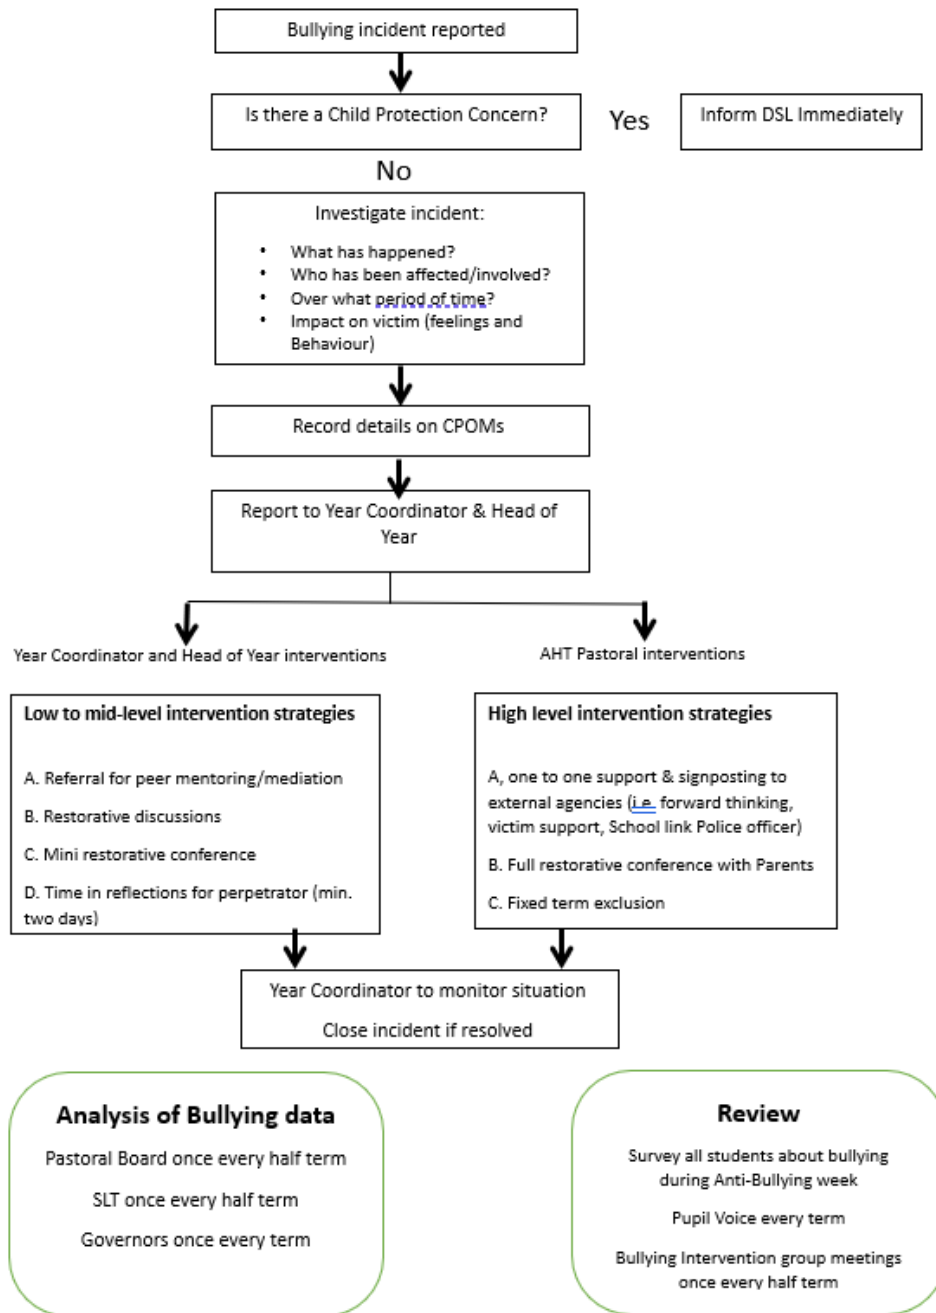 Bullying incident reported
Is there a Child Protection Concern?
Yes
Inform DSL Immediately
No
Investigate incident:
• What has happened?
• Who has been affected/involved?
• Over what period of time?
• Impact on victim (feelings and
Behaviour)
Record details on CPOMs
Report to Year Coordinator & Head of
Year
Year Coordinator and Head of Year interventions
Low to mid-level intervention strategies
A. Referral for peer mentoring/mediation
B. Restorative discussions
C. Mini restorative conference
D. Time in reflections for perpetrator (min.
two days)
AHT Pastoral interventions
High level intervention strategies
A, one to one support & signposting to
external agencies (i.e. forward thinking,
victim support, School link Police officer)
B. Full restorative conference with Parents
C. Fixed term exclusion
Year Coordinator to monitor situation
Close incident if resolved
Analysis of Bullying data
Pastoral Board once every half term
SLT once every half term
Governors once every term
Review
Survey all students about bullying
during Anti-Bullying week
Pupil Voice every term
Bullying Intervention group meetings
once every half term